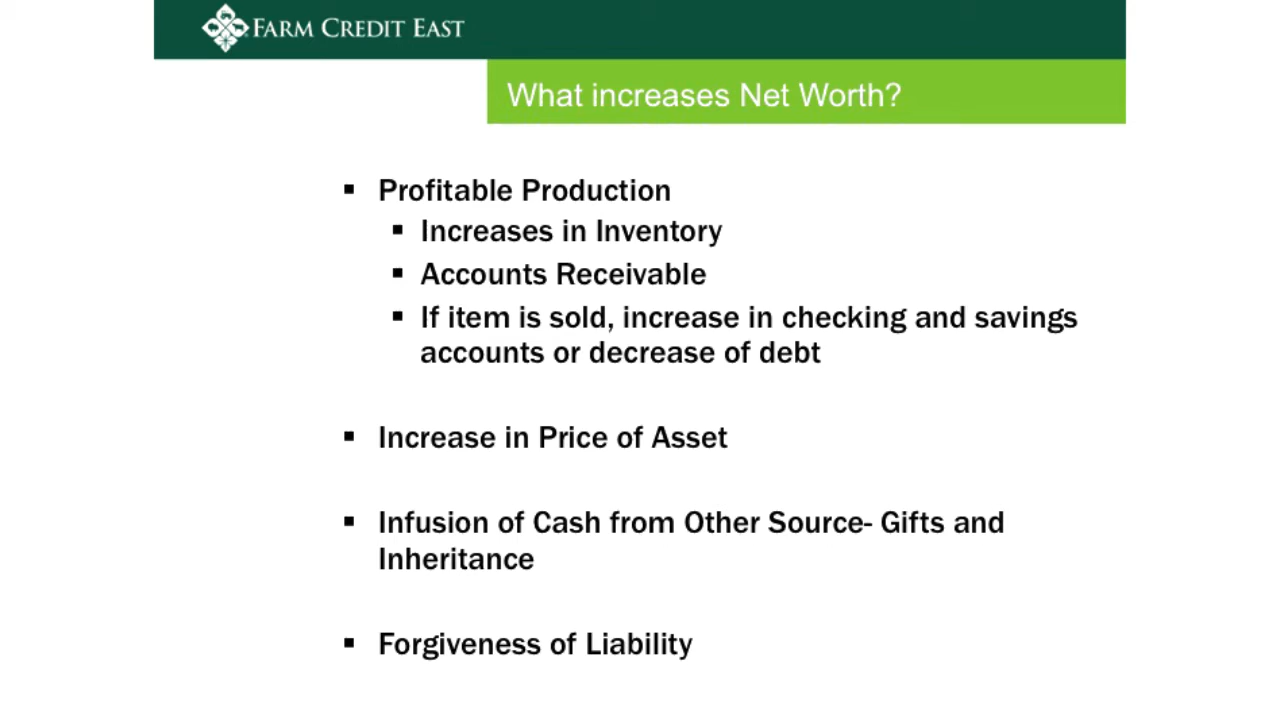 FARM CREDIT EAST
What increases Net Worth?
▪ Profitable Production
▪ Increases in Inventory
▪ Accounts Receivable
▪ If item is sold, increase in checking and savings
accounts or decrease of debt
▪ Increase in Price of Asset
▪ Infusion of Cash from Other Source- Gifts and
Inheritance
▪ Forgiveness of Liability